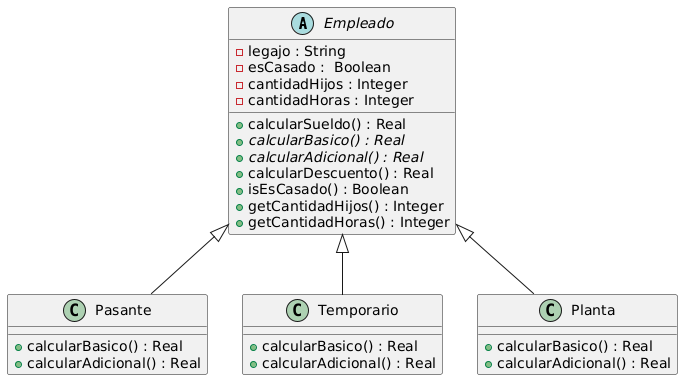 A Empleado
legajo : String
esCasado : Boolean
cantidadHijos : Integer
cantidadHoras : Integer
calcularSueldo() : Real
calcularBasico() : Real
calcularAdicional() : Real
calcularDescuento() : Real
isEsCasado() : Boolean
getCantidadHijos() : Integer
getCantidadHoras() : Integer
C Pasante
calcularBasico() : Real
calcularAdicional() : Real
C Temporario
calcularBasico() : Real
calcularAdicional() : Real
C Planta
calcularBasico() : Real
calcularAdicional() : Real